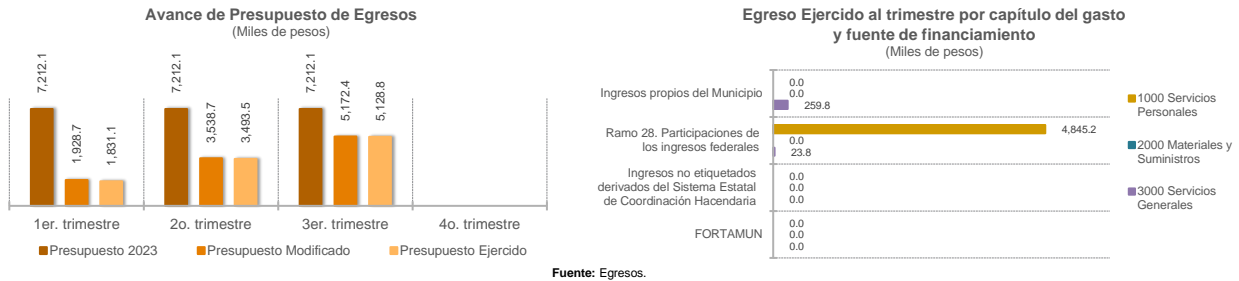 Avance de Presupuesto de Egresos
(Miles de pesos)
7,212.1
1,928.7
1,831.1
7,212.1
3,538.7
3,493.5
7,212.1
5,172.4
5,128.8
1er. trimestre
2o. trimestre
3er. trimestre
4o. trimestre
Presupuesto 2023
Presupuesto Modificado
Presupuesto Ejercido
Egreso Ejercido al trimestre por capítulo del gasto
y fuente de financiamiento
(Miles de pesos)
Ingresos propios del Municipio
0.0
0.0
259.8
Ramo 28. Participaciones de
los ingresos federales
4,845.2
0.0
23.8
Ingresos no etiquetados
derivados del Sistema Estatal
de Coordinación Hacendaria
0.0
0.0
0.0
FORTAMUN
0.0
0.0
0.0
1000 Servicios
Personales
2000 Materiales y
Suministros
3000 Servicios
Generales
Fuente: Egresos.